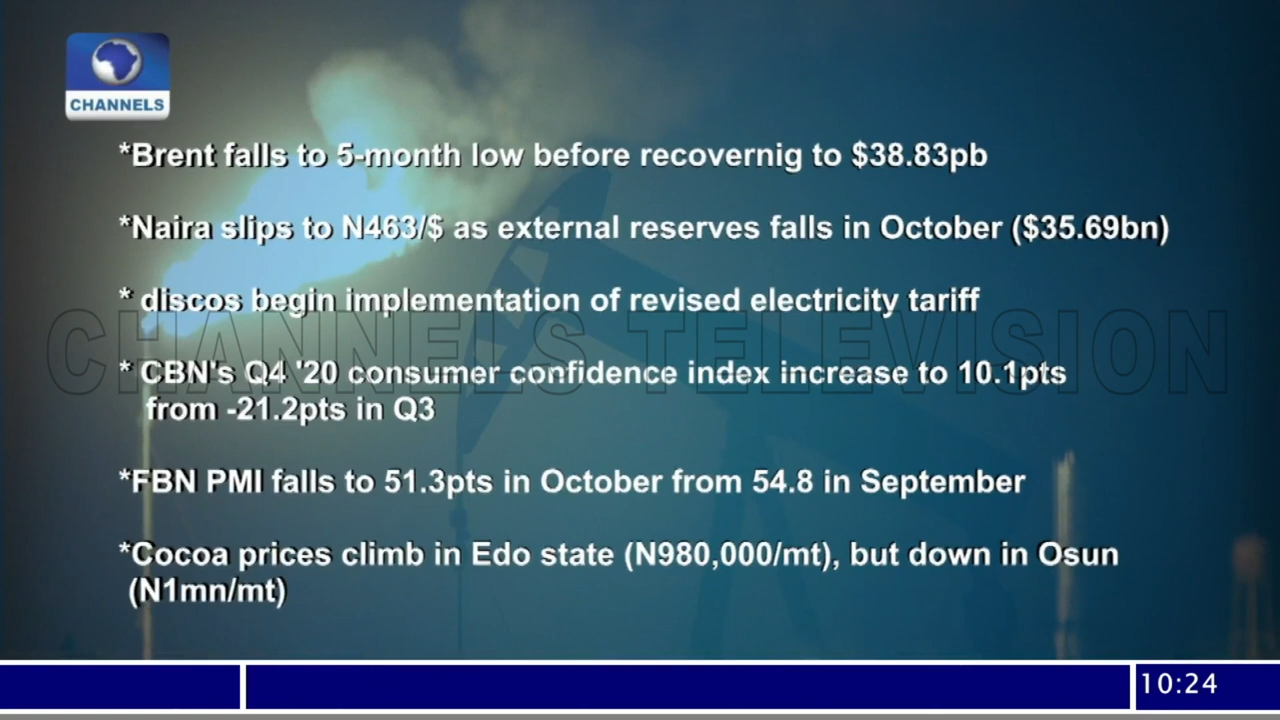 CHANNELS
*Brent falls to 5-month low before recovernig to $38.83pb
*Naira slips to N463/$ as external reserves falls in October ($35.69bn)
* discos begin implementation of revised electricity tariff
CHANNELS TELEVISION
* CBN's Q4 '20 consumer confidence index increase to 10.1pts
from -21.2pts in Q3
*FBN PMI falls to 51.3pts in October from 54.8 in September
*Cocoa prices climb in Edo state (N980,000/mt), but down in Osun
(N1mn/mt)
10:24